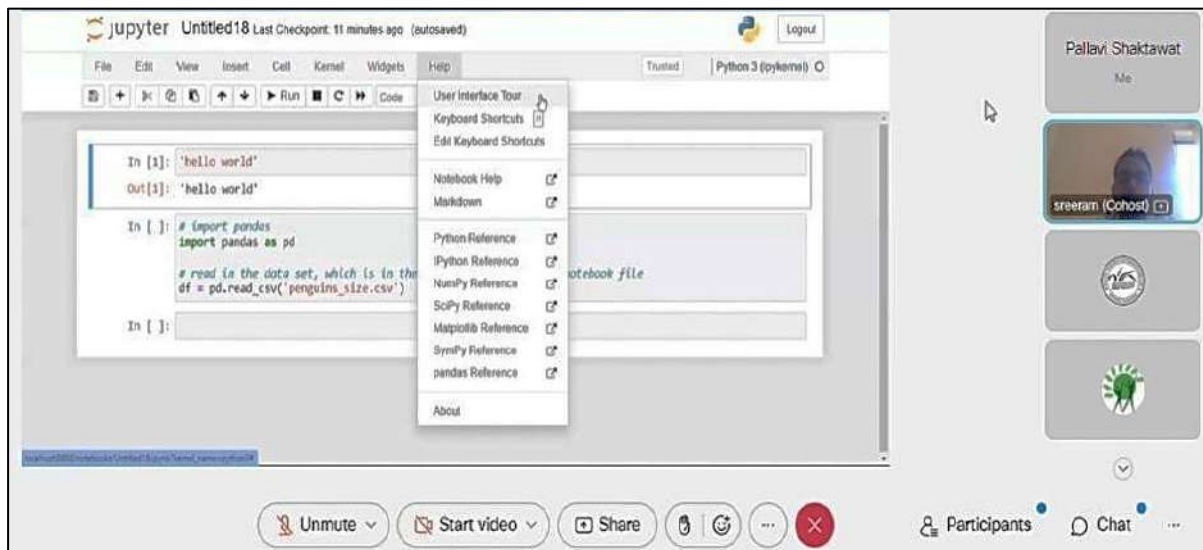 jupyter Untitled18 Last Checkpoint: 11 minutes ago (autosaved)
Logout
File Edit View Insert Cell Kernel Widgets Help
Trusted Python 3 (ipykernel)
Run Code
User Interface Tour
Keyboard Shortcuts
Edit Keyboard Shortcuts
Notebook Help
Markdown
Python Reference
IPython Reference
NumPy Reference
SciPy Reference
Matplotlib Reference
SymPy Reference
pandas Reference
About
In [1]: 'hello world'
Out[1]: 'hello world'
In [ ]: # import pandas
import pandas as pd
# read in the data set, which is in the otebook file
df = pd.read_csv('penguins_size.csv')
In [ ]:
Pallavi Shaktawat
Me
sreeram (Cohost)
Unmute Start video Share Participants Chat